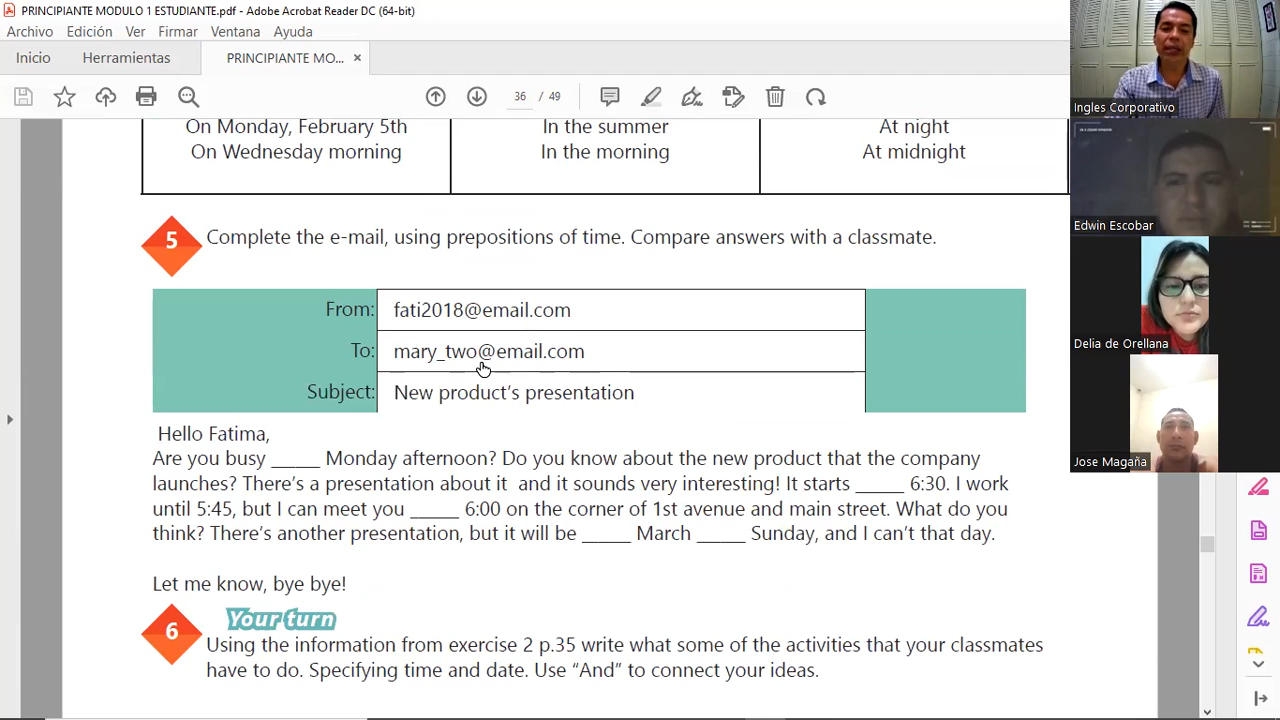 PRINCIPIANTE MODULO 1 ESTUDIANTE.pdf - Adobe Acrobat Reader DC (64-bit)
Archivo Edición Ver Firmar Ventana Ayuda
Inicio Herramientas PRINCIPIANTE MO... ×
36 / 49
On Monday, February 5th In the summer At night
On Wednesday morning In the morning At midnight
5 Complete the e-mail, using prepositions of time. Compare answers with a classmate.
From: fati2018@email.com
To: mary_two@email.com
Subject: New product's presentation
Hello Fatima,
Are you busy _____ Monday afternoon? Do you know about the new product that the company
launches? There's a presentation about it and it sounds very interesting! It starts _____ 6:30. I work
until 5:45, but I can meet you _____ 6:00 on the corner of 1st avenue and main street. What do you
think? There's another presentation, but it will be _____ March _____ Sunday, and I can't that day.
Let me know, bye bye!
Your turn
6 Using the information from exercise 2 p.35 write what some of the activities that your classmates
have to do. Specifying time and date. Use “And” to connect your ideas.
Ingles Corporativo
Edwin Escobar
Delia de Orellana
Jose Magaña